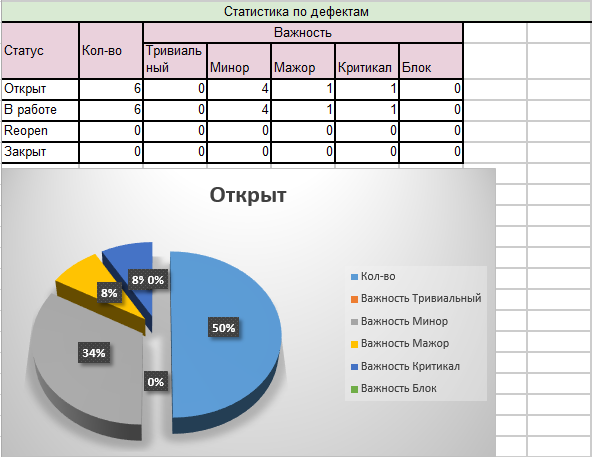 Статистика по дефектам
Важность
Статус Кол-во Тривиаль
ный Минор Мажор Критикал Блок
Открыт 6 0 4 1 1 0
В работе 6 0 4 1 1 0
Reopen 0 0 0 0 0 0
Закрыт 0 0 0 0 0 0
Открыт
8% 0%
8%
50%
34%
0%
Кол-во
Важность Тривиальный
Важность Минор
Важность Мажор
Важность Критикал
Важность Блок